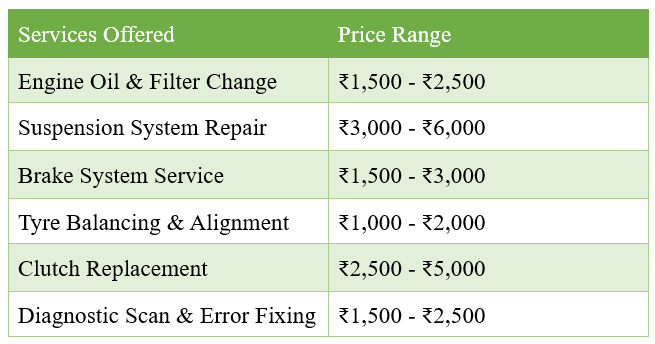 Services Offered Price Range
Engine Oil & Filter Change ₹1,500 - ₹2,500
Suspension System Repair ₹3,000 - ₹6,000
Brake System Service ₹1,500 - ₹3,000
Tyre Balancing & Alignment ₹1,000 - ₹2,000
Clutch Replacement ₹2,500 - ₹5,000
Diagnostic Scan & Error Fixing ₹1,500 - ₹2,500